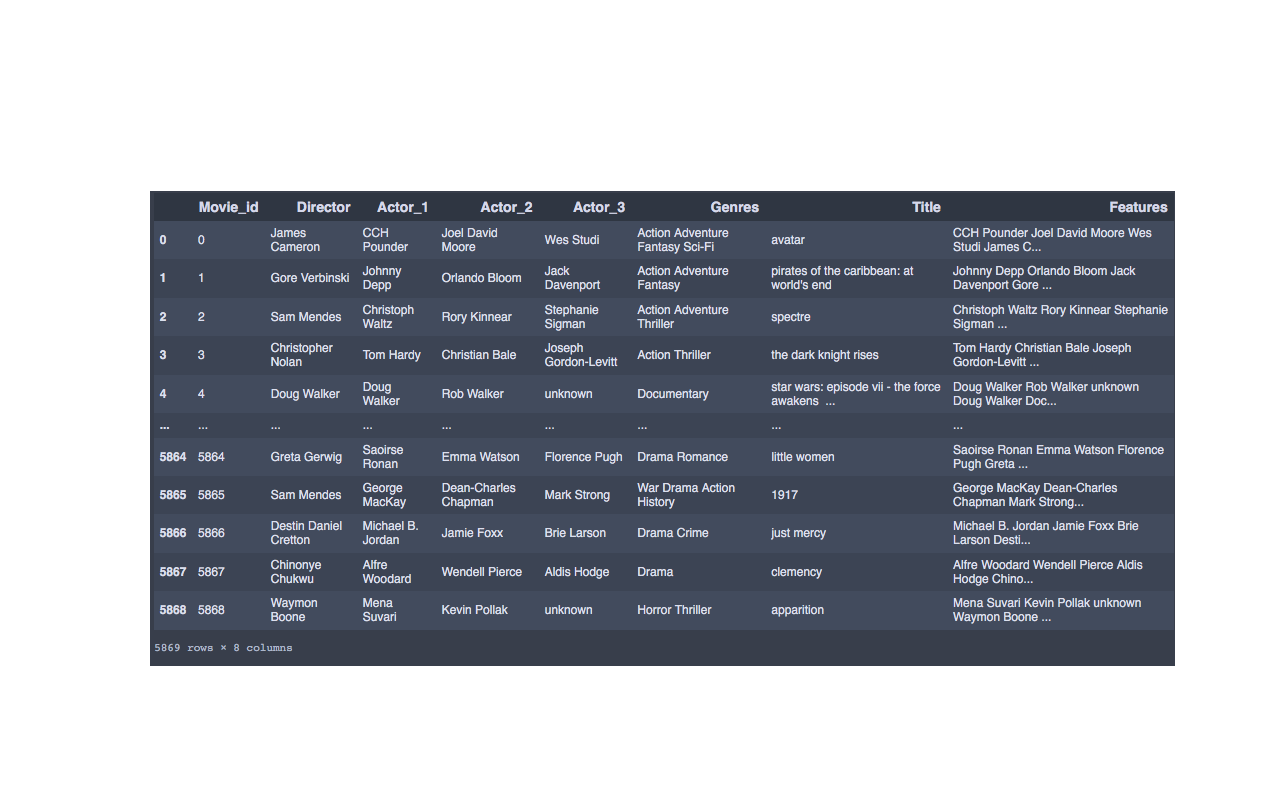 Movie_id Director Actor_1 Actor_2 Actor_3 Genres Title Features
0 0 James Cameron CCH Pounder Joel David Moore Wes Studi Action Adventure Fantasy Sci-Fi avatar CCH Pounder Joel David Moore Wes Studi James C...
1 1 Gore Verbinski Johnny Depp Orlando Bloom Jack Davenport Action Adventure Fantasy pirates of the caribbean: at world's end Johnny Depp Orlando Bloom Jack Davenport Gore ...
2 2 Sam Mendes Christoph Waltz Rory Kinnear Stephanie Sigman Action Adventure Thriller spectre Christoph Waltz Rory Kinnear Stephanie Sigman ...
3 3 Christopher Nolan Tom Hardy Christian Bale Joseph Gordon-Levitt Action Thriller the dark knight rises Tom Hardy Christian Bale Joseph Gordon-Levitt ...
4 4 Doug Walker Doug Walker Rob Walker unknown Documentary star wars: episode vii - the force awakens ... Doug Walker Rob Walker unknown Doug Walker Doc...
... ... ... ... ... ... ... ... ...
5864 5864 Greta Gerwig Saoirse Ronan Emma Watson Florence Pugh Drama Romance little women Saoirse Ronan Emma Watson Florence Pugh Greta ...
5865 5865 Sam Mendes George MacKay Dean-Charles Chapman Mark Strong War Drama Action History 1917 George MacKay Dean-Charles Chapman Mark Strong...
5866 5866 Destin Daniel Cretton Michael B. Jordan Jamie Foxx Brie Larson Drama Crime just mercy Michael B. Jordan Jamie Foxx Brie Larson Desti...
5867 5867 Chinonye Chukwu Alfre Woodard Wendell Pierce Aldis Hodge Drama clemency Alfre Woodard Wendell Pierce Aldis Hodge Chino...
5868 5868 Waymon Boone Mena Suvari Kevin Pollak unknown Horror Thriller apparition Mena Suvari Kevin Pollak unknown Waymon Boone ...
5869 rows × 8 columns